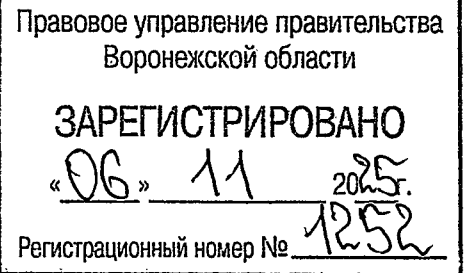 Правовое управление правительства
Воронежской области
ЗАРЕГИСТРИРОВАНО
«06» 11 2025г.
Регистрационный номер № 1252